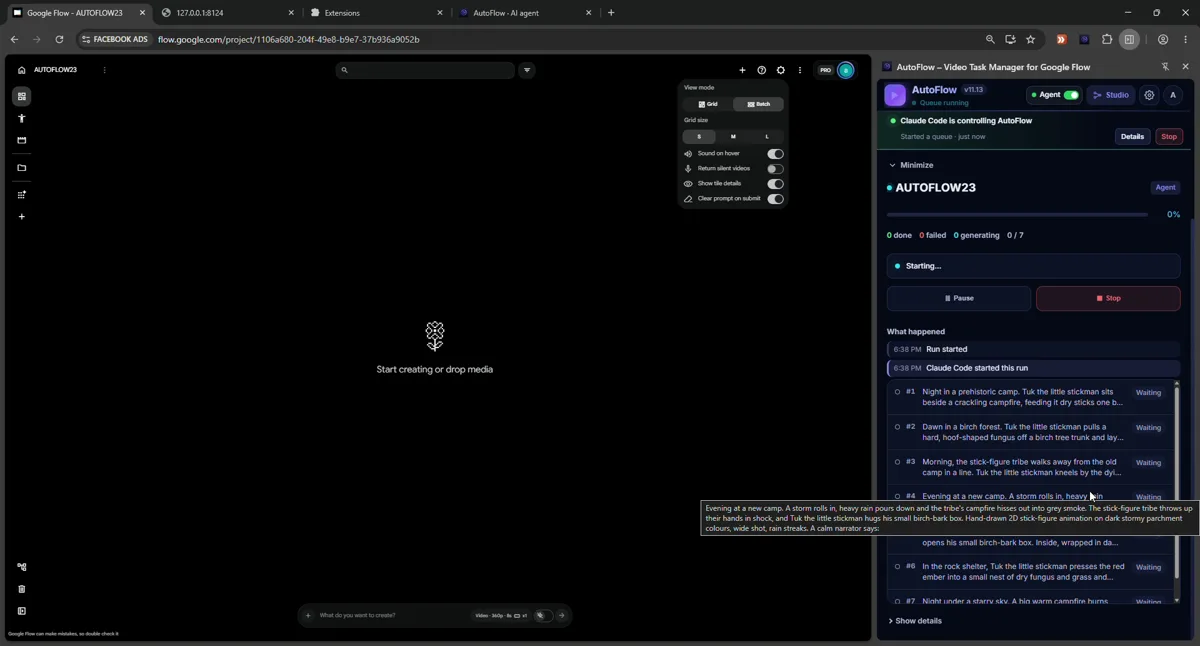 Google Flow - AUTOFLOW23
127.0.0.1:8124
Extensions
AutoFlow - AI agent
FACEBOOK ADS
flow.google.com/project/1106a680-204f-49e8-b9e7-37b936a9052b
AUTOFLOW23
PRO
View mode
Grid
Batch
Grid size
S
M
L
Sound on hover
Return silent videos
Show tile details
Clear prompt on submit
Start creating or drop media
What do you want to create?
Video · 360p · 8s
x1
Google Flow can make mistakes, so double check it
AutoFlow – Video Task Manager for Google Flow
AutoFlow v11.13
Queue running
Agent
Studio
A
Claude Code is controlling AutoFlow
Started a queue · just now
Details
Stop
Minimize
AUTOFLOW23
Agent
0%
0 done 0 failed 0 generating 0 / 7
Starting...
Pause
Stop
What happened
6:38 PM Run started
6:38 PM Claude Code started this run
#1 Night in a prehistoric camp. Tuk the little stickman sits
beside a crackling campfire, feeding it dry sticks one b...
Waiting
#2 Dawn in a birch forest. Tuk the little stickman pulls a
hard, hoof-shaped fungus off a birch tree trunk and lay...
Waiting
#3 Morning, the stick-figure tribe walks away from the old
camp in a line. Tuk the little stickman kneels by the dyi...
Waiting
#4 Evening at a new camp. A storm rolls in, heavy rain
Waiting
Evening at a new camp. A storm rolls in, heavy rain pours down and the tribe's campfire hisses out into grey smoke. The stick-figure tribe throws up
their hands in shock, and Tuk the little stickman hugs his small birch-bark box. Hand-drawn 2D stick-figure animation on dark stormy parchment
colours, wide shot, rain streaks. A calm narrator says:
opens his small birch-bark box. Inside, wrapped in da...
#6 In the rock shelter, Tuk the little stickman presses the red
ember into a small nest of dry fungus and grass and...
Waiting
#7 Night under a starry sky. A big warm campfire burns
Waiting
Show details